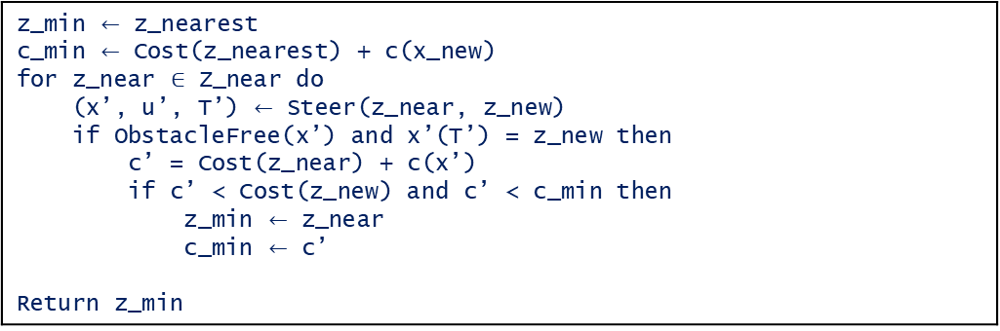 z_min ← z_nearest
c_min ← Cost(z_nearest) + c(x_new)
for z_near ∈ Z_near do
    (x’, u’, T’) ← Steer(z_near, z_new)
    if ObstacleFree(x’) and x’(T’) = z_new then
        c’ = Cost(z_near) + c(x’)
        if c’ < Cost(z_new) and c’ < c_min then
            z_min ← z_near
            c_min ← c’
Return z_min